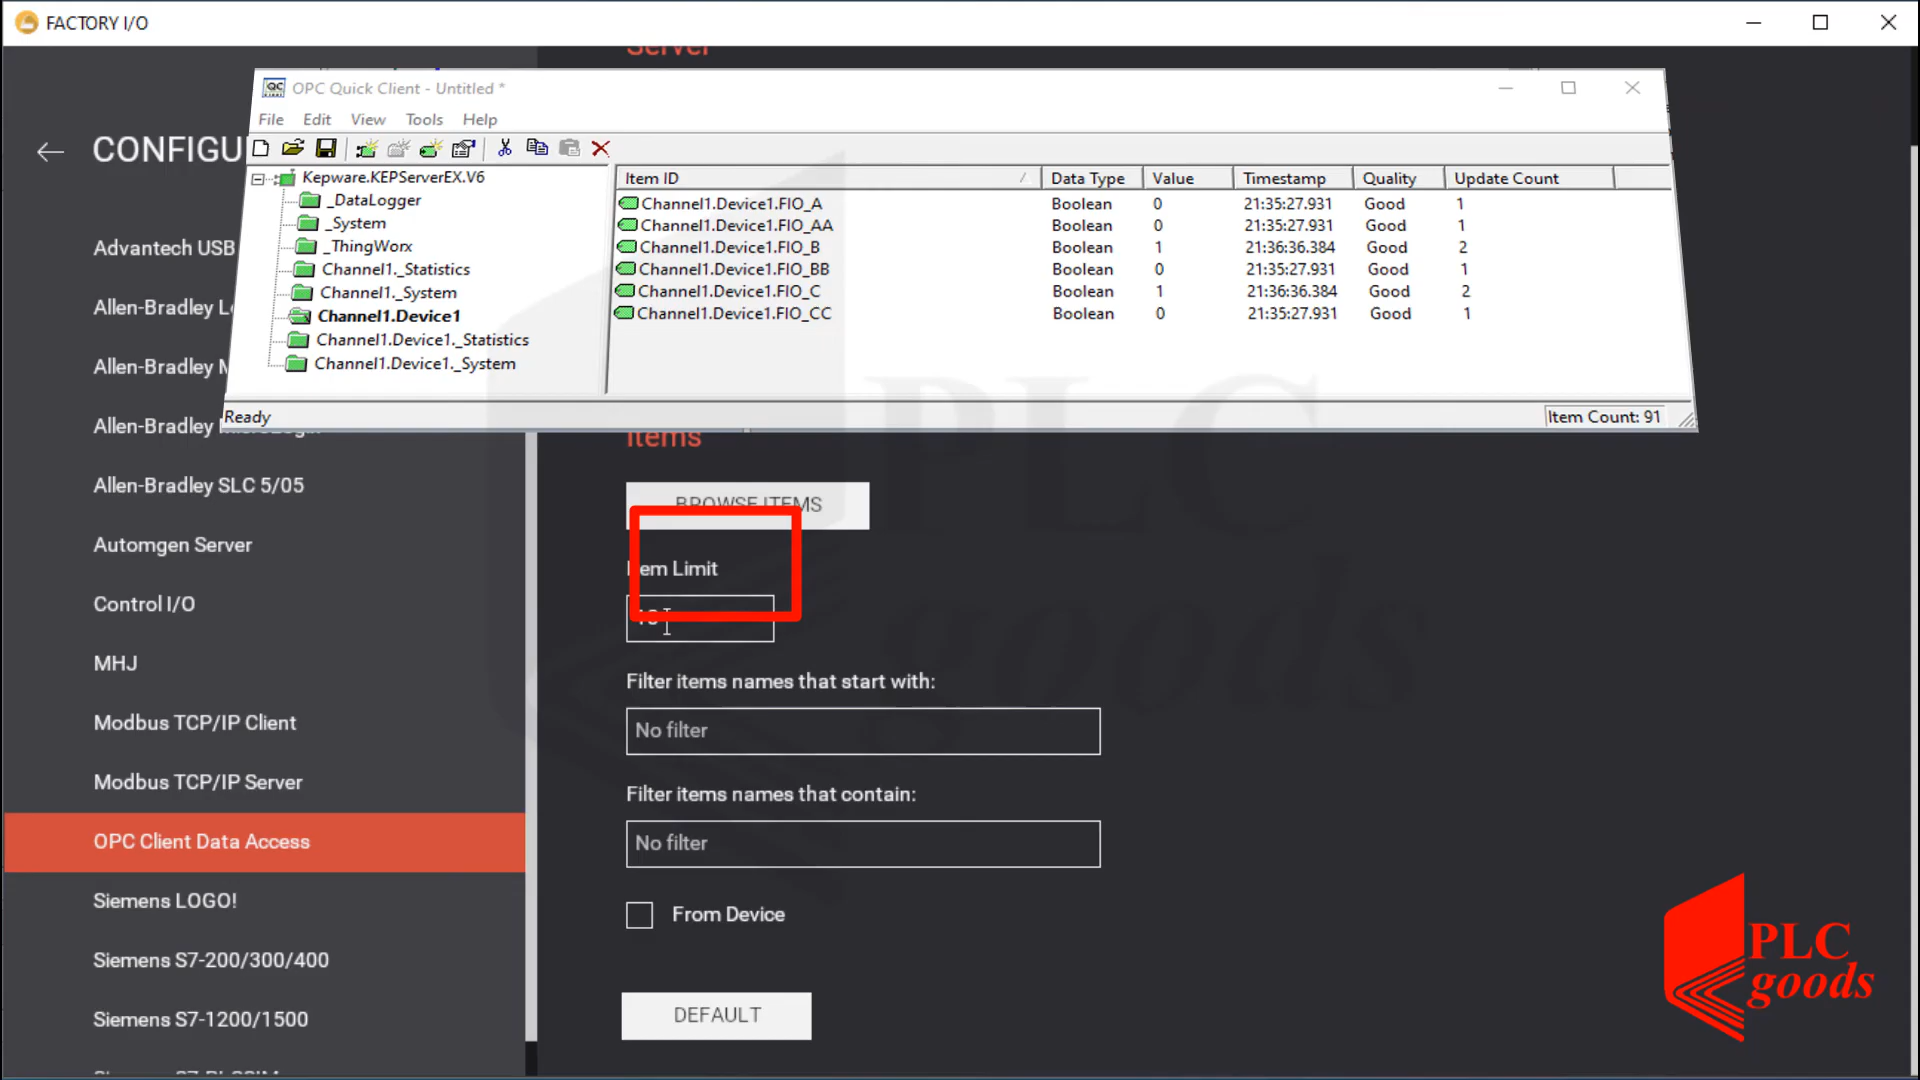 FACTORY I/O
Server
CONFIGU
OPC Quick Client - Untitled *
File Edit View Tools Help
Kepware.KEPServerEX.V6
_DataLogger
_System
_ThingWorx
Channel1._Statistics
Channel1._System
Channel1.Device1
Channel1.Device1._Statistics
Channel1.Device1._System
Item ID Data Type Value Timestamp Quality Update Count
Channel1.Device1.FIO_A Boolean 0 21:35:27.931 Good 1
Channel1.Device1.FIO_AA Boolean 0 21:35:27.931 Good 1
Channel1.Device1.FIO_B Boolean 1 21:36:36.384 Good 2
Channel1.Device1.FIO_BB Boolean 0 21:35:27.931 Good 1
Channel1.Device1.FIO_C Boolean 1 21:36:36.384 Good 2
Channel1.Device1.FIO_CC Boolean 0 21:35:27.931 Good 1
Ready
Item Count: 91
Advantech USB
Allen-Bradley
Allen-Bradley
Allen-Bradley
Allen-Bradley SLC 5/05
Automgen Server
Control I/O
MHJ
Modbus TCP/IP Client
Modbus TCP/IP Server
OPC Client Data Access
Siemens LOGO!
Siemens S7-200/300/400
Siemens S7-1200/1500
Items
BROWSE ITEMS
Item Limit
Filter items names that start with:
No filter
Filter items names that contain:
No filter
From Device
DEFAULT
PLC
goods
PLC
goods